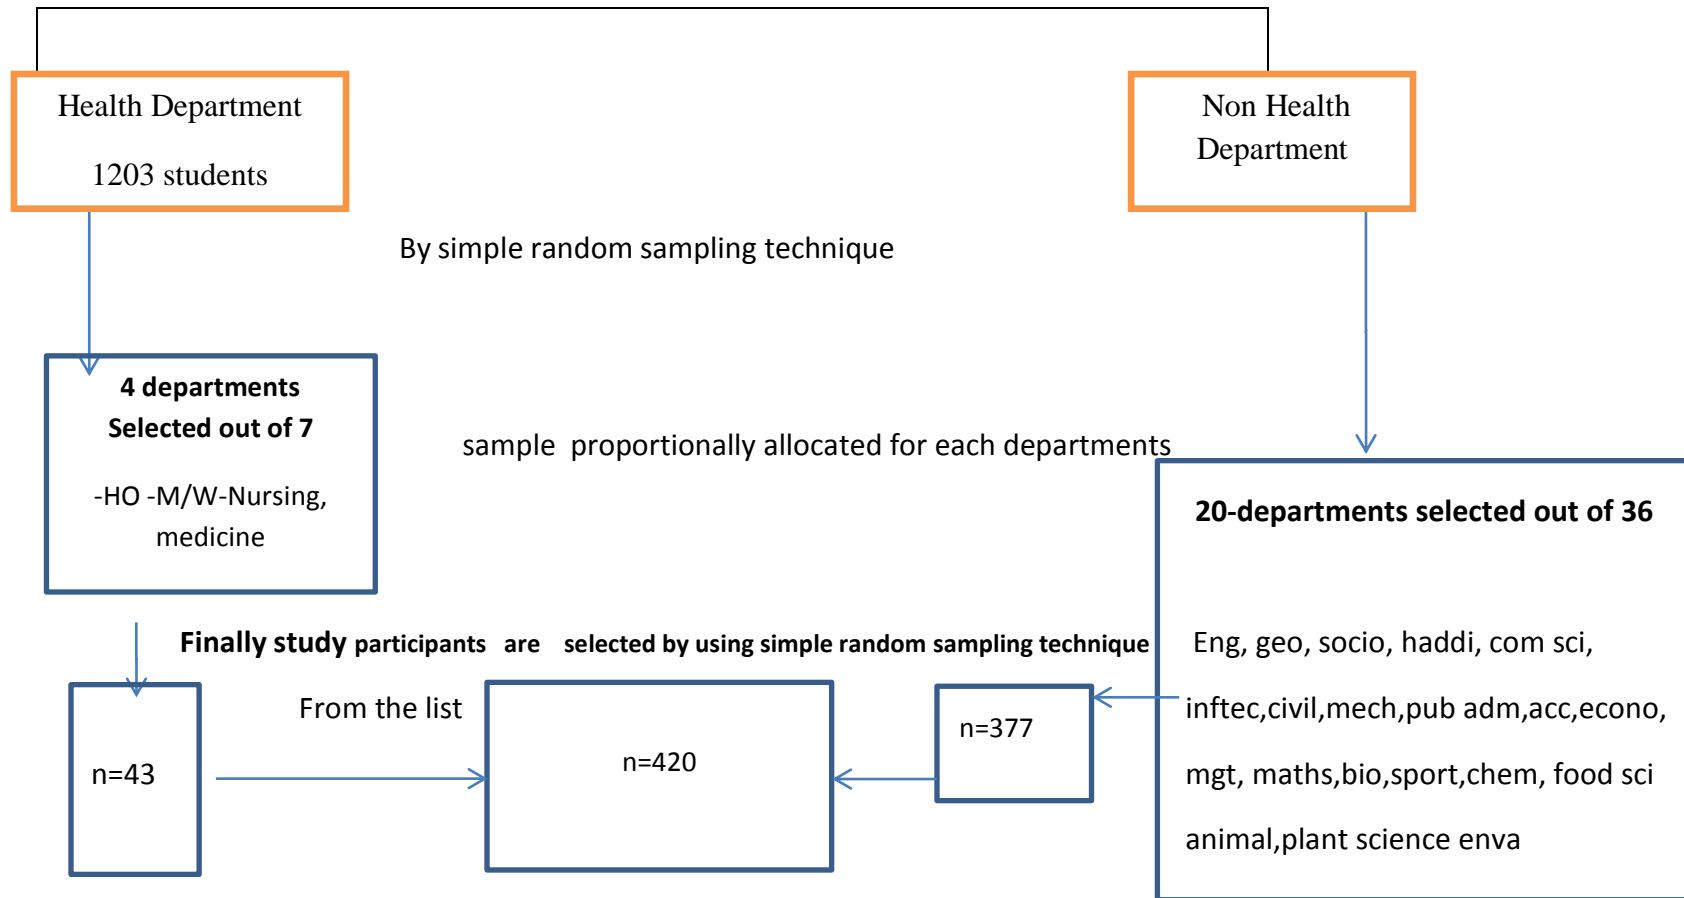 Health Department
1203 students
Non Health
Department
By simple random sampling technique
4 departments
Selected out of 7
-HO -M/W-Nursing,
medicine
sample proportionally allocated for each departments
20-departments selected out of 36
Eng, geo, socio, haddi, com sci,
inftec,civil,mech,pub adm,acc,econo,
mgt, maths,bio,sport,chem, food sci
animal,plant science enva
Finally study participants are selected by using simple random sampling technique
From the list
n=43
n=420
n=377